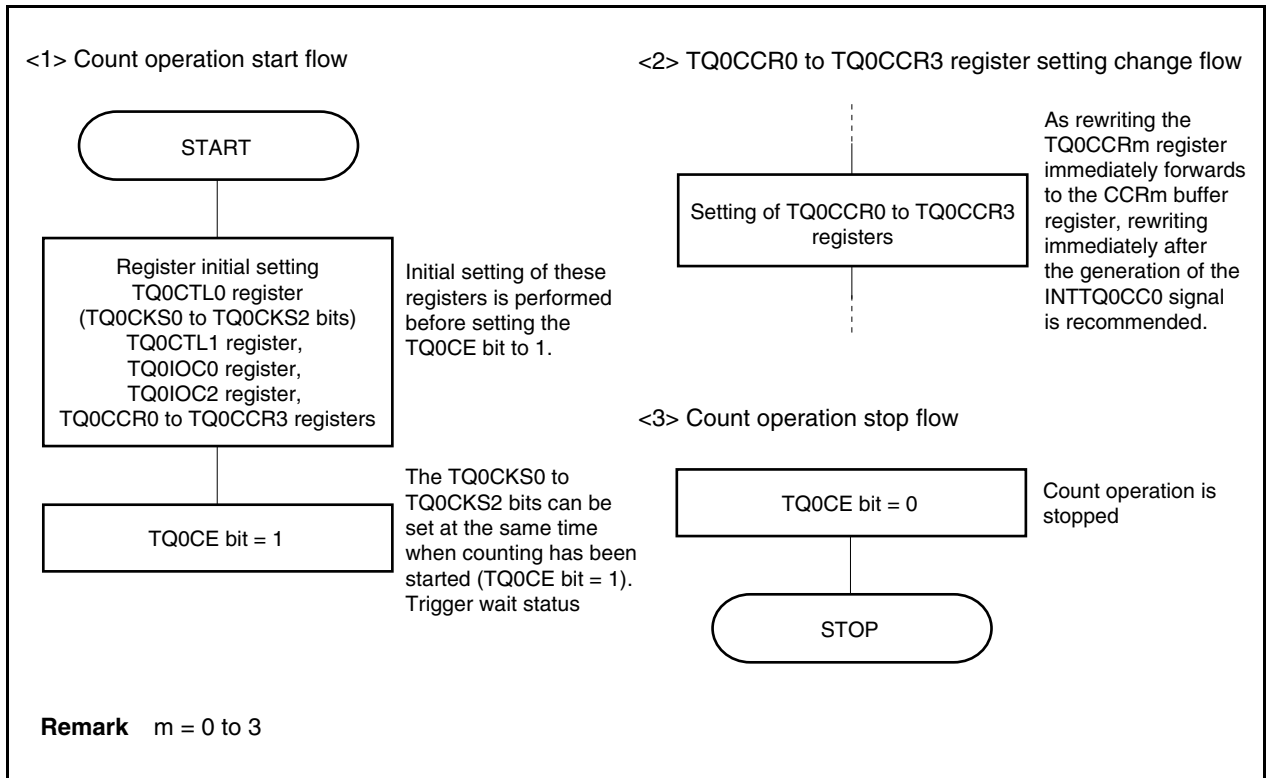 <1> Count operation start flow
START
Register initial setting
TQ0CTL0 register
(TQ0CKS0 to TQ0CKS2 bits)
TQ0CTL1 register,
TQ0IOC0 register,
TQ0IOC2 register,
TQ0CCR0 to TQ0CCR3 registers
Initial setting of these
registers is performed
before setting the
TQ0CE bit to 1.
TQ0CE bit = 1
The TQ0CKS0 to
TQ0CKS2 bits can be
set at the same time
when counting has been
started (TQ0CE bit = 1).
Trigger wait status
<2> TQ0CCR0 to TQ0CCR3 register setting change flow
Setting of TQ0CCR0 to TQ0CCR3
registers
As rewriting the
TQ0CCRm register
immediately forwards
to the CCRm buffer
register, rewriting
immediately after
the generation of the
INTTQ0CC0 signal
is recommended.
<3> Count operation stop flow
TQ0CE bit = 0
Count operation is
stopped
STOP
Remark m = 0 to 3